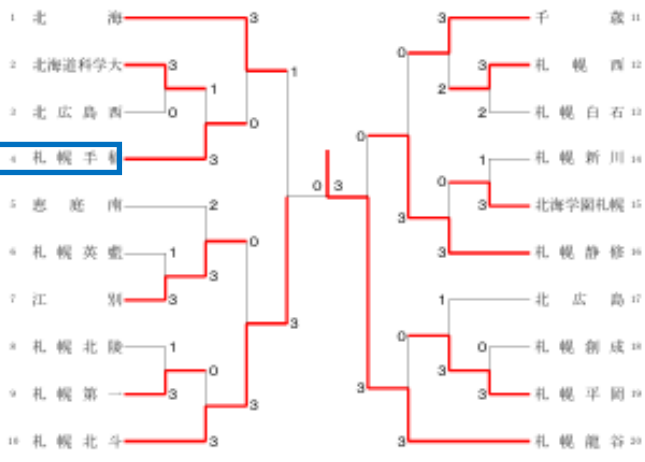 1 北海
2 北海道科学大
3 北広島西
4 札幌手稲
5 恵庭南
6 札幌英藍
7 江別
8 札幌北陵
9 札幌第一
10 札幌北斗
3
3
0
1
3
0
1
2
1
3
3
0
1
3
0
3
3
3
0 3
千歳 11
札幌西 12
札幌白石 13
札幌新川 14
北海学園札幌 15
札幌静修 16
北広島 17
札幌創成 18
札幌平岡 19
札幌龍谷 20
3
0
3
2
2
0
1
0
3
3
3
1
0
0
3
3
3
3